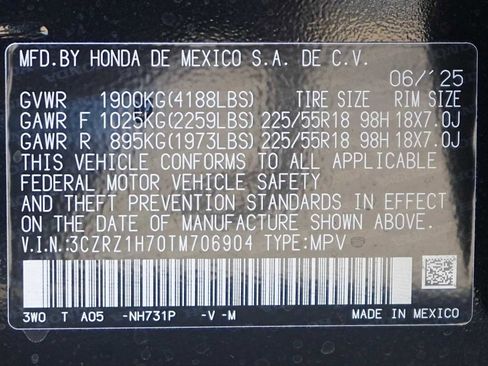 MFD.BY HONDA DE MEXICO S.A. DE C.V.
06/'25
GVWR 1900KG(4188LBS) TIRE SIZE RIM SIZE
GAWR F 1025KG(2259LBS) 225/55R18 98H 18X7.0J
GAWR R 895KG(1973LBS) 225/55R18 98H 18X7.0J
THIS VEHICLE CONFORMS TO ALL APPLICABLE
FEDERAL MOTOR VEHICLE SAFETY
AND THEFT PREVENTION STANDARDS IN EFFECT
ON THE DATE OF MANUFACTURE SHOWN ABOVE.
V.I.N.:3CZRZ1H70TM706904 TYPE:MPV
3W0 T A05 -NH731P -V -M MADE IN MEXICO